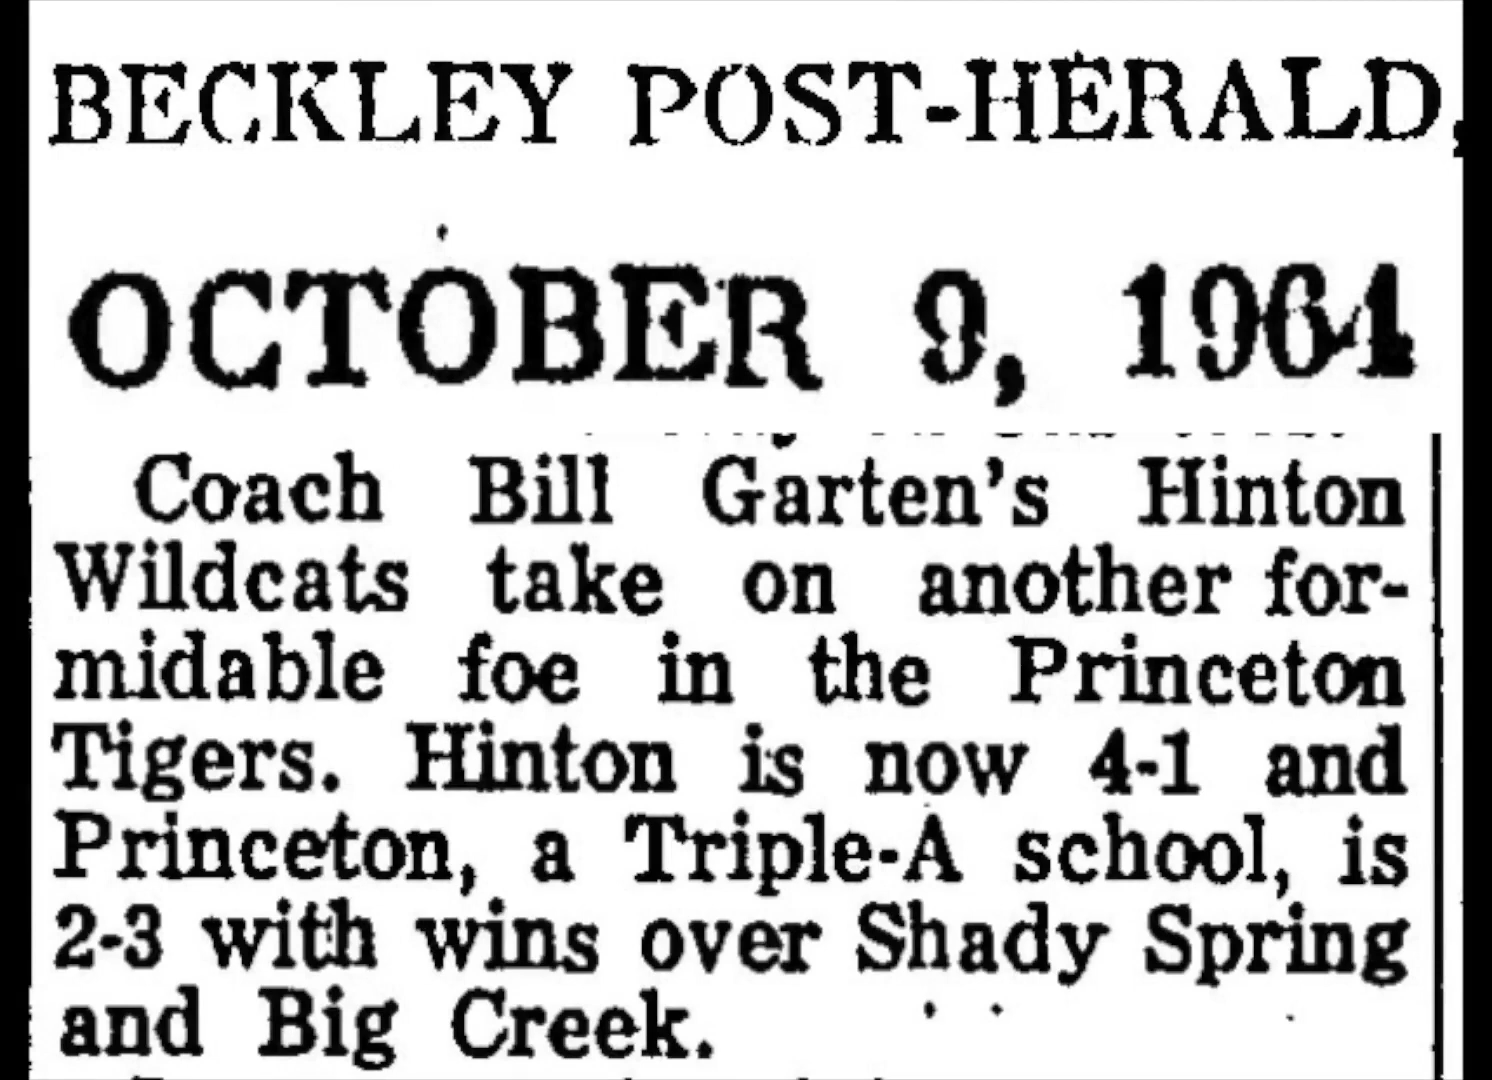 BECKLEY POST-HERALD,
OCTOBER 9, 1964
Coach Bill Garten's Hinton
Wildcats take on another for-
midable foe in the Princeton
Tigers. Hinton is now 4-1 and
Princeton, a Triple-A school, is
2-3 with wins over Shady Spring
and Big Creek.